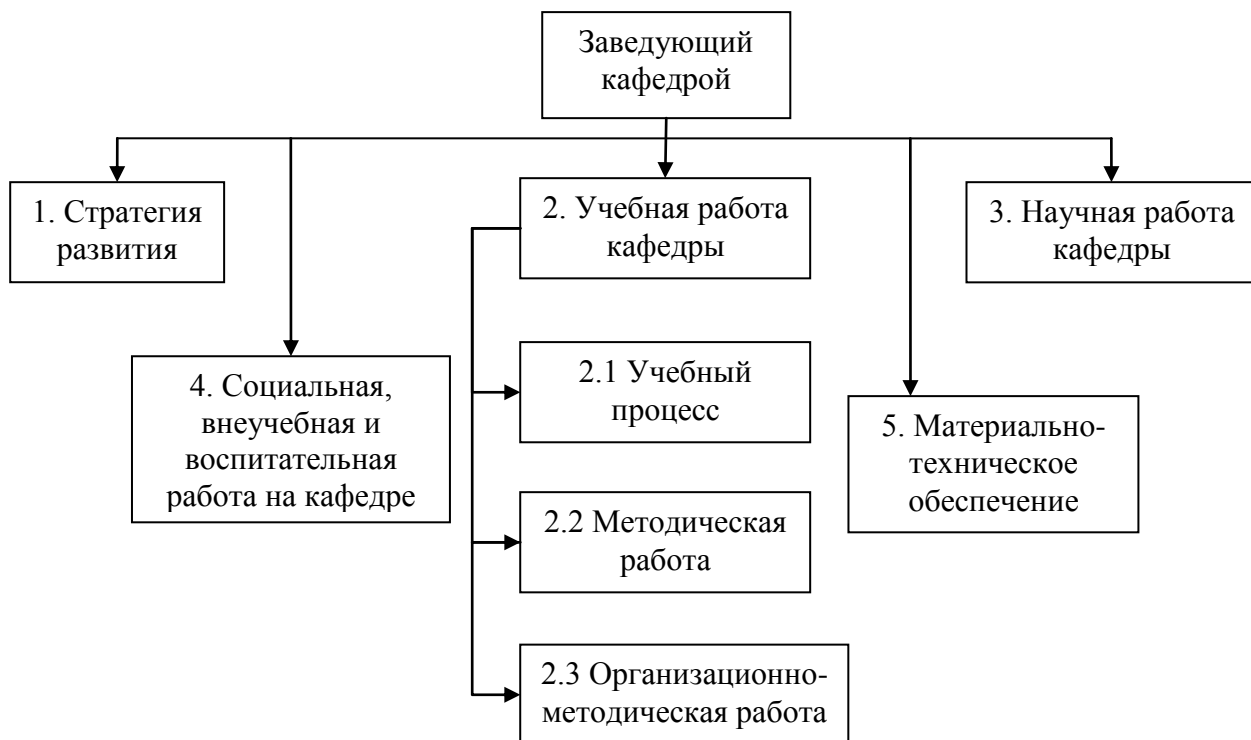 Заведующий
кафедрой
1. Стратегия
развития
2. Учебная работа
кафедры
3. Научная работа
кафедры
4. Социальная,
внеучебная и
воспитательная
работа на кафедре
2.1 Учебный
процесс
5. Материально-
техническое
обеспечение
2.2 Методическая
работа
2.3 Организационно-
методическая работа